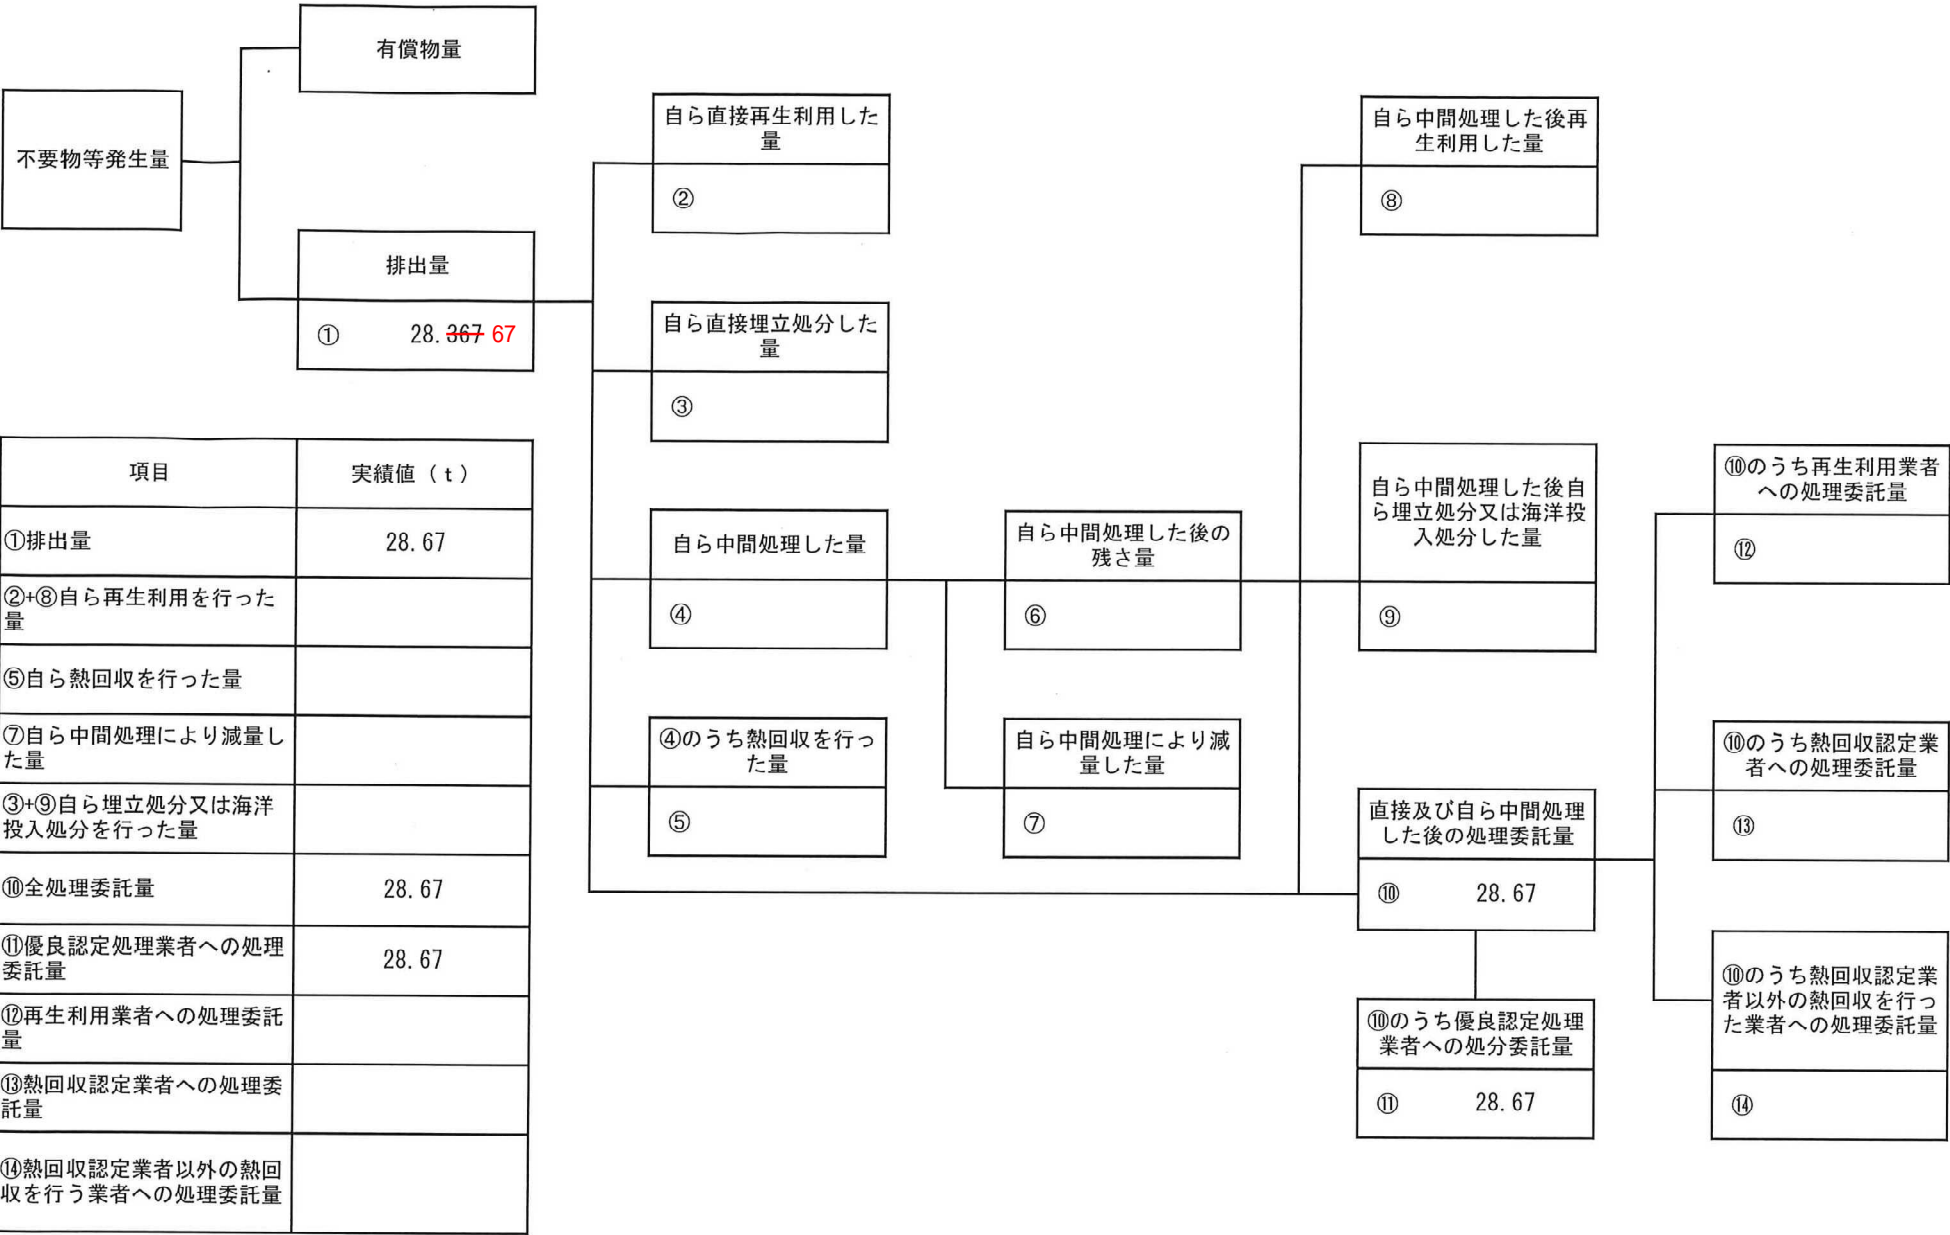 有償物量
不要物等発生量
排出量
① 28.367 67
自ら直接再生利用した
量
②
自ら直接埋立処分した
量
③
自ら中間処理した量
④
④のうち熱回収を行っ
た量
⑤
自ら中間処理した後の
残さ量
⑥
自ら中間処理により減
量した量
⑦
自ら中間処理した後再
生利用した量
⑧
自ら中間処理した後自
ら埋立処分又は海洋投
入処分した量
⑨
直接及び自ら中間処理
した後の処理委託量
⑩ 28.67
⑩のうち優良認定処理
業者への処分委託量
⑪ 28.67
⑩のうち再生利用業者
への処理委託量
⑫
⑩のうち熱回収認定業
者への処理委託量
⑬
⑩のうち熱回収認定業
者以外の熱回収を行っ
た業者への処理委託量
⑭
項目 実績値(t)
①排出量 28.67
②+⑧自ら再生利用を行った
量
⑤自ら熱回収を行った量
⑦自ら中間処理により減量し
た量
③+⑨自ら埋立処分又は海洋
投入処分を行った量
⑩全処理委託量 28.67
⑪優良認定処理業者への処理
委託量 28.67
⑫再生利用業者への処理委託
量
⑬熱回収認定業者への処理委
託量
⑭熱回収認定業者以外の熱回
収を行う業者への処理委託量